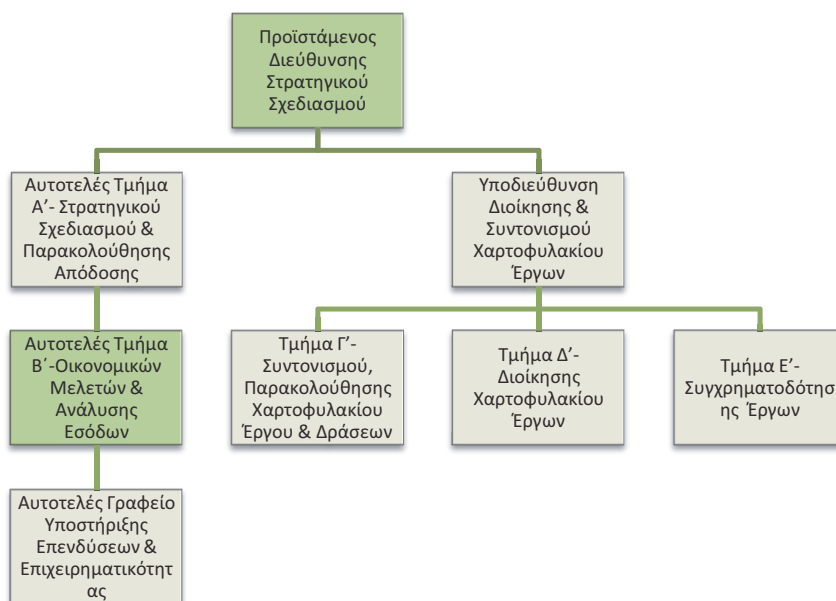 Προϊστάμενος
Διεύθυνσης
Στρατηγικού
Σχεδιασμού
Αυτοτελές Τμήμα
Α'- Στρατηγικού
Σχεδιασμού &
Παρακολούθησης
Απόδοσης
Υποδιεύθυνση
Διοίκησης &
Συντονισμού
Χαρτοφυλακίου
Έργων
Αυτοτελές Τμήμα
Β΄-Οικονομικών
Μελετών &
Ανάλυσης
Εσόδων
Τμήμα Γ'-
Συντονισμού,
Παρακολούθησης
Χαρτοφυλακίου
Έργου & Δράσεων
Τμήμα Δ'-
Διοίκησης
Χαρτοφυλακίου
Έργων
Τμήμα Ε'-
Συγχρηματοδότησ
ης Έργων
Αυτοτελές Γραφείο
Υποστήριξης
Επενδύσεων &
Επιχειρηματικότητ
ας